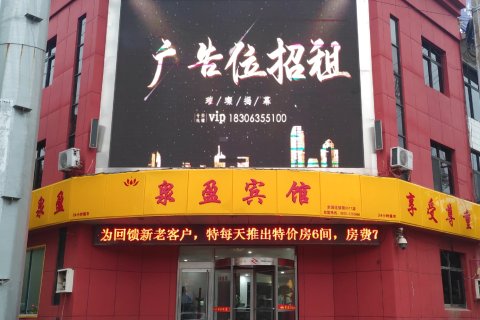 广告位招租
璀/璨/揭/幕
vip 18306355100
泉盈
泉盈宾馆
享受尊重
为回馈新老客户，特每天推出特价房6间，房费7